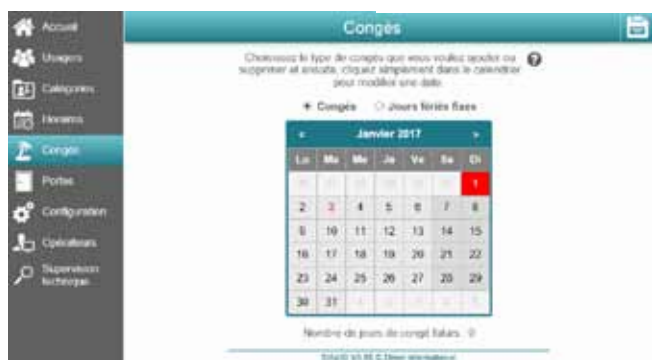 Accueil
Congés
Usagers
Choisissez le type de congés que vous voulez ajouter ou
supprimer et ensuite, cliquez simplement dans le calendrier
pour modifier une date.
Catégories
Congés Jours fériés fixes
Horaires
« Janvier 2017 »
Congés
Lu Ma Me Je Ve Sa Di
Portes
1
Configuration
2 3 4 5 6 7 8
9 10 11 12 13 14 15
Opérateurs
16 17 18 19 20 21 22
Supervision
technique
23 24 25 26 27 28 29
30 31
Nombre de jours de congé futurs : 0